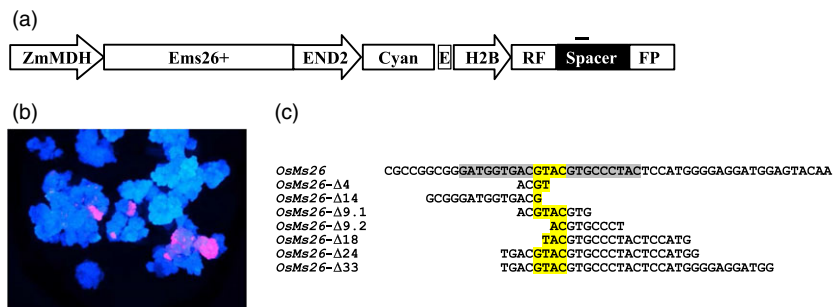 (a)
ZmMDH Ems26+ END2 Cyan E H2B RF Spacer FP
(b)
(c)
OsMs26 CGCCGGCGGGATGGTGACGTACGTGCCCTACTCCATGGGGAGGATGGAGTACAA
OsMs26-Δ4 ACGT
OsMs26-Δ14 GCGGGATGGTGACG
OsMs26-Δ9.1 ACGTACGTG
OsMs26-Δ9.2 ACGTGCCCT
OsMs26-Δ18 TACGTGCCCTACTCCATG
OsMs26-Δ24 TGACGTACGTGCCCTACTCCATGG
OsMs26-Δ33 TGACGTACGTGCCCTACTCCATGGGGAGGATGG